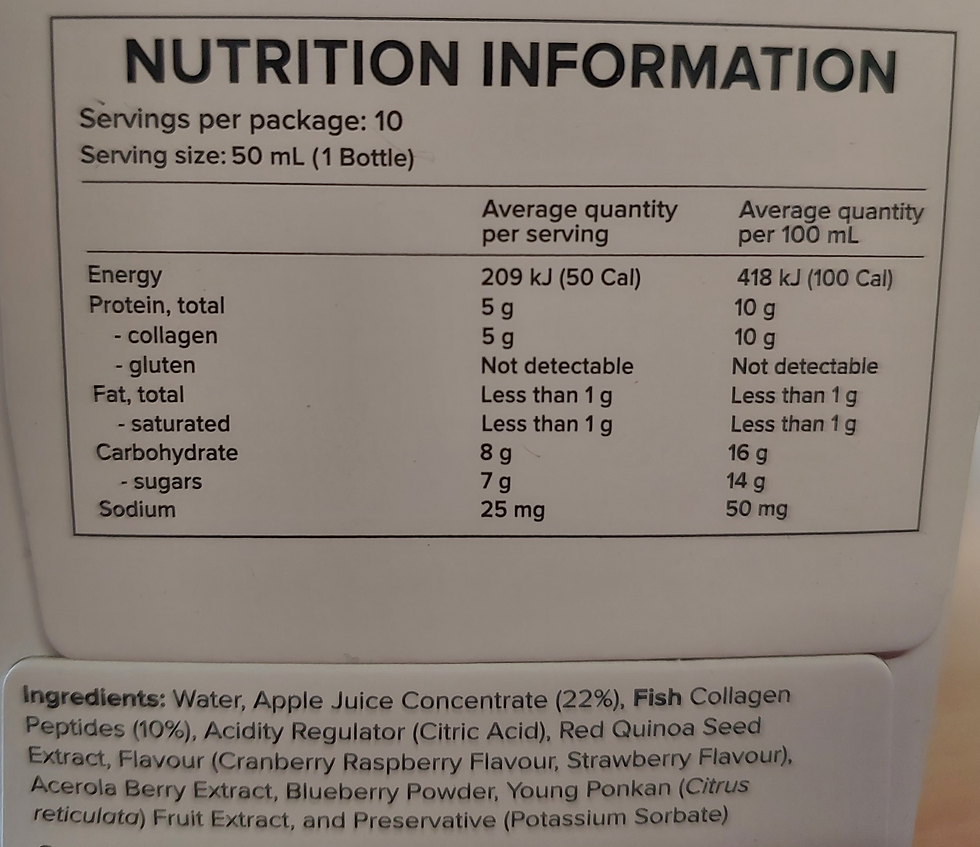 NUTRITION INFORMATION
Servings per package: 10
Serving size: 50 mL (1 Bottle)
Average quantity per serving Average quantity per 100 mL
Energy 209 kJ (50 Cal) 418 kJ (100 Cal)
Protein, total 5 g 10 g
- collagen 5 g 10 g
- gluten Not detectable Not detectable
Fat, total Less than 1 g Less than 1 g
- saturated Less than 1 g Less than 1 g
Carbohydrate 8 g 16 g
- sugars 7 g 14 g
Sodium 25 mg 50 mg
Ingredients: Water, Apple Juice Concentrate (22%), Fish Collagen
Peptides (10%), Acidity Regulator (Citric Acid), Red Quinoa Seed
Extract, Flavour (Cranberry Raspberry Flavour, Strawberry Flavour),
Acerola Berry Extract, Blueberry Powder, Young Ponkan (Citrus
reticulata) Fruit Extract, and Preservative (Potassium Sorbate)